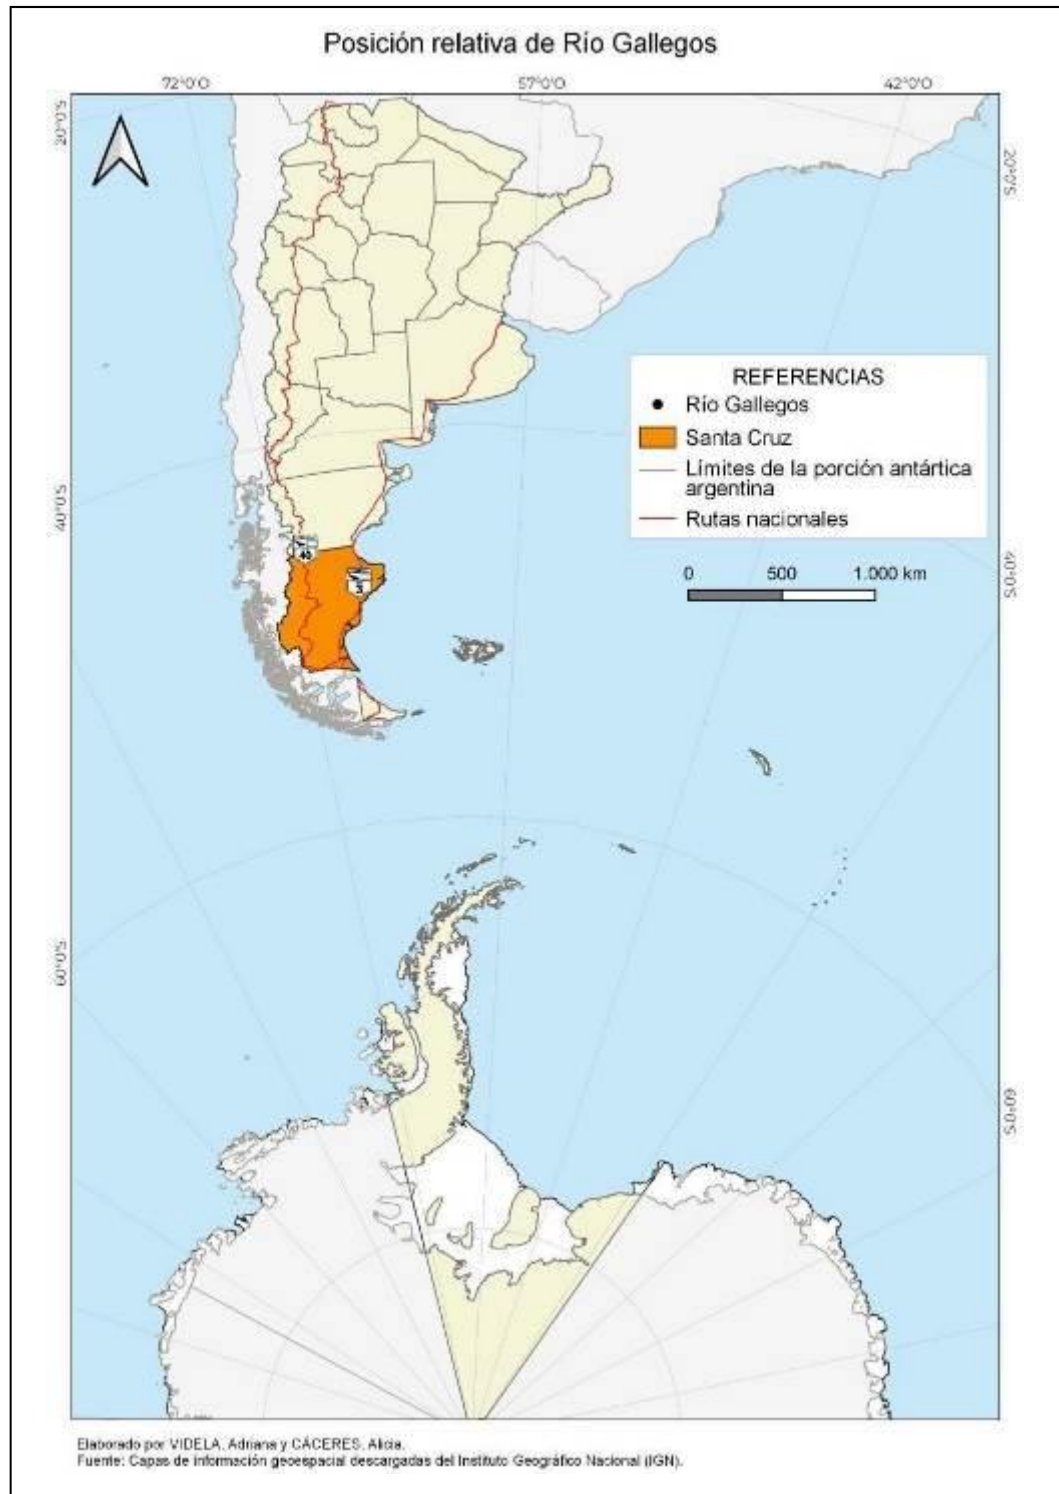 Posición relativa de Río Gallegos
72°0'O 57°0'O 42°0'O
20°0'S
20°0'S
40°0'S
40°0'S
60°0'S
60°0'S
REFERENCIAS
Río Gallegos
Santa Cruz
Límites de la porción antártica
argentina
Rutas nacionales
0 500 1.000 km
40
3
Elaborado por VIDELA, Adriana y CÁCERES, Alicia.
Fuente: Capas de información geoespacial descargadas del Instituto Geográfico Nacional (IGN).